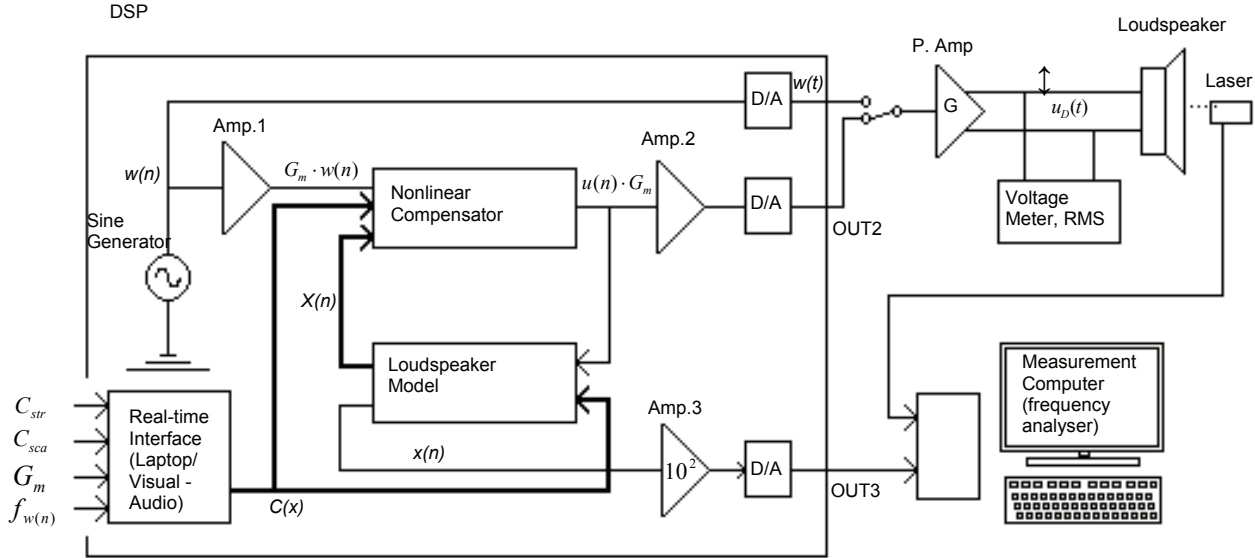 DSP
Loudspeaker
P. Amp
Laser
w(t)
D/A
G
u_D(t)
Amp.1
Amp.2
w(n)
G_m · w(n)
Nonlinear
Compensator
u(n) · G_m
D/A
Voltage
Meter, RMS
OUT2
Sine
Generator
X(n)
Loudspeaker
Model
Measurement
Computer
(frequency
analyser)
C_str
C_sca
G_m
f_w(n)
Real-time
Interface
(Laptop/
Visual -
Audio)
Amp.3
x(n)
10^2
D/A
OUT3
C(x)